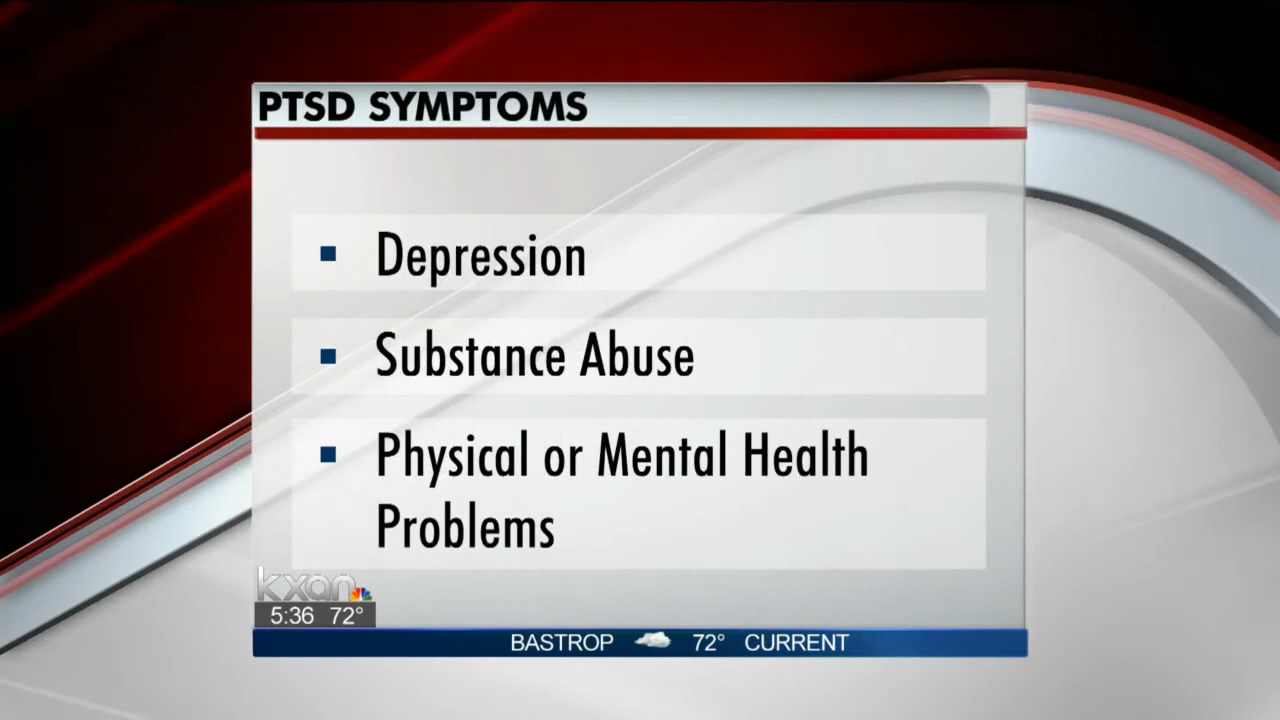 PTSD SYMPTOMS
▪ Depression
▪ Substance Abuse
▪ Physical or Mental Health
Problems
kxan
5:36 72°
BASTROP 72° CURRENT